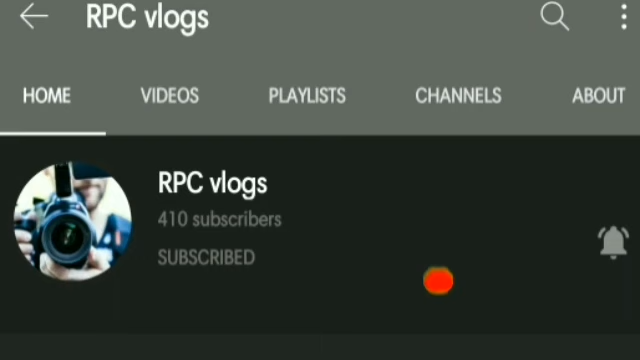 RPC vlogs
HOME VIDEOS PLAYLISTS CHANNELS ABOUT
RPC vlogs
410 subscribers
SUBSCRIBED